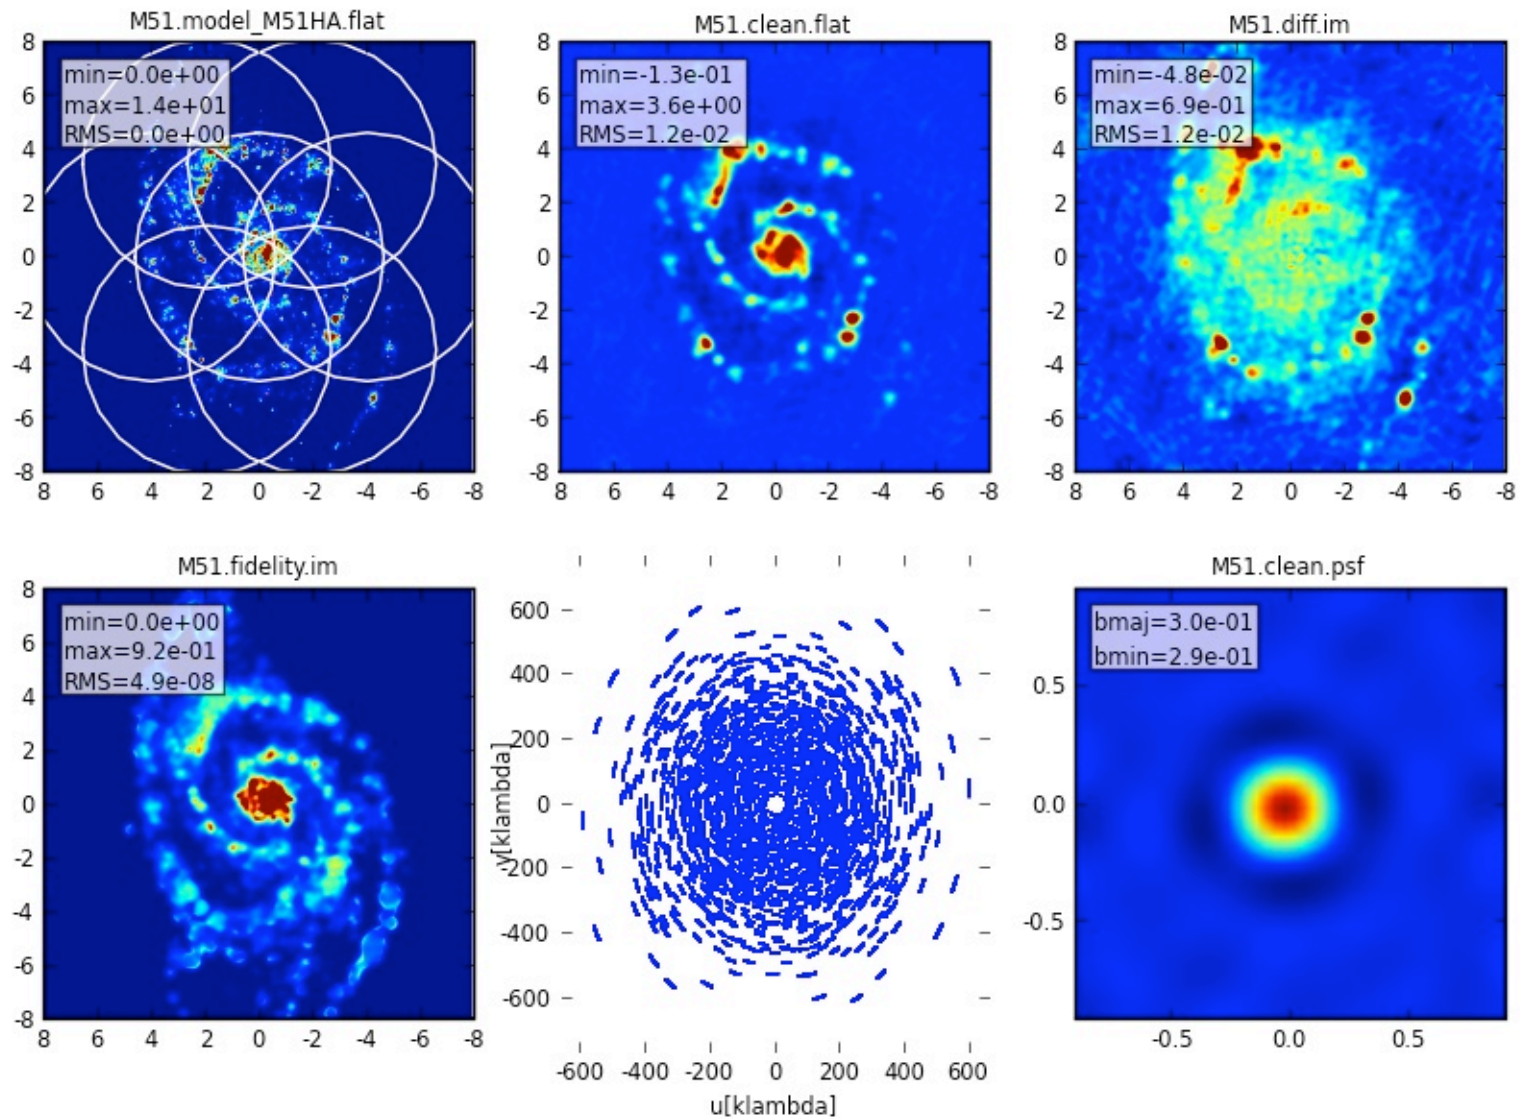 M51.model_M51HA.flat
min=0.0e+00
max=1.4e+01
RMS=0.0e+00
8
6
4
2
0
-2
-4
-6
-8
8 6 4 2 0 -2 -4 -6 -8
M51.clean.flat
min=-1.3e-01
max=3.6e+00
RMS=1.2e-02
8
6
4
2
0
-2
-4
-6
-8
8 6 4 2 0 -2 -4 -6 -8
M51.diff.im
min=-4.8e-02
max=6.9e-01
RMS=1.2e-02
8
6
4
2
0
-2
-4
-6
-8
8 6 4 2 0 -2 -4 -6 -8
M51.fidelity.im
min=0.0e+00
max=9.2e-01
RMS=4.9e-08
8
6
4
2
0
-2
-4
-6
-8
8 6 4 2 0 -2 -4 -6 -8
v[klambda]
600
400
200
0
-200
-400
-600
-600 -400 -200 0 200 400 600
u[klambda]
M51.clean.psf
bmaj=3.0e-01
bmin=2.9e-01
0.5
0.0
-0.5
-0.5 0.0 0.5